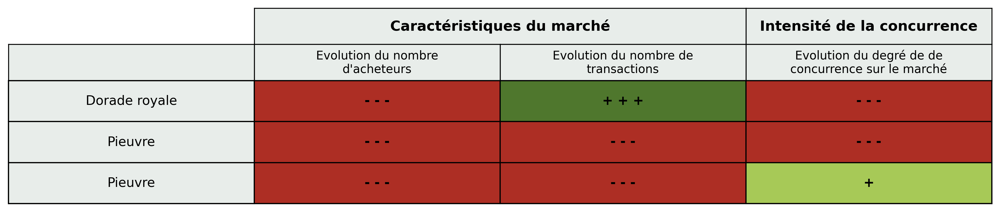 Caractéristiques du marché
Intensité de la concurrence
Evolution du nombre
d'acheteurs
Evolution du nombre de
transactions
Evolution du degré de de
concurrence sur le marché
Dorade royale
- - -
+ + +
- - -
Pieuvre
- - -
- - -
- - -
Pieuvre
- - -
- - -
+